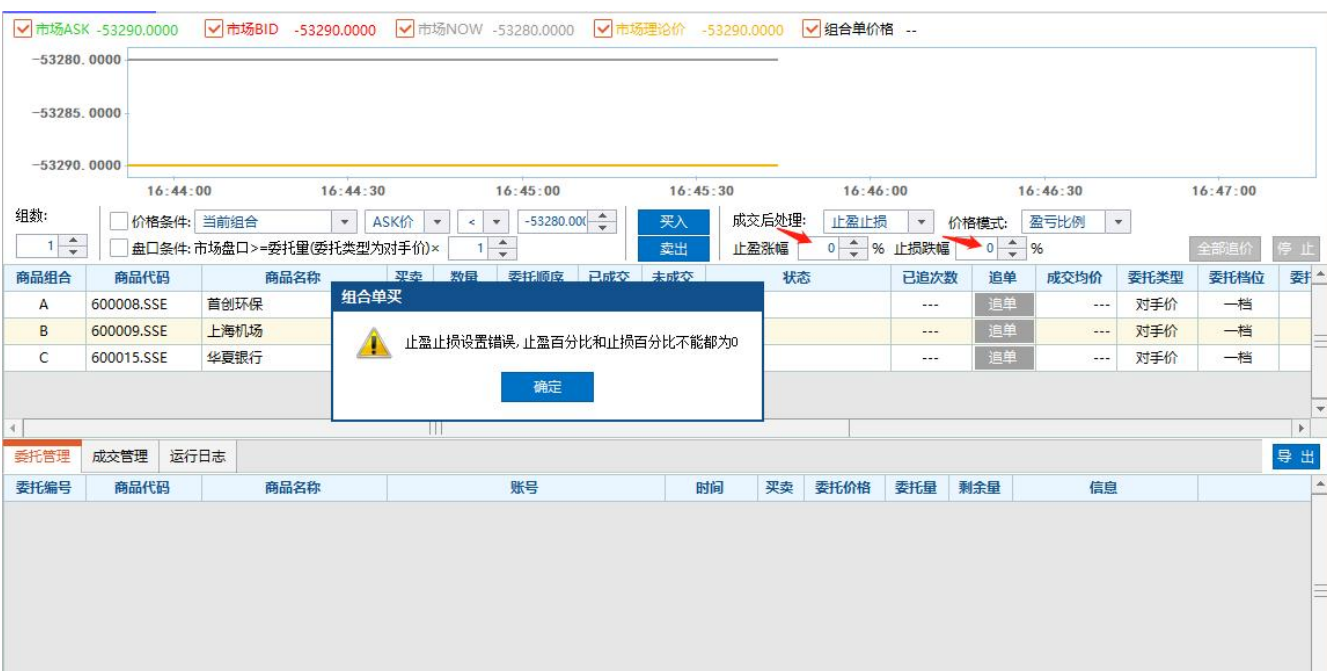 市场ASK -53290.0000 市场BID -53290.0000 市场NOW -53280.0000 市场理论价 -53290.0000 组合单价格 --
-53280.0000
-53285.0000
-53290.0000
16:44:00 16:44:30 16:45:00 16:45:30 16:46:00 16:46:30 16:47:00
组数: 价格条件: 当前组合 ASK价 < -53280.00 买入 成交后处理: 止盈止损 价格模式: 盈亏比例
1 盘口条件: 市场盘口>=委托量(委托类型为对手价)× 1 卖出 止盈涨幅 0 % 止损跌幅 0 % 全部追价 停 止
商品组合 商品代码 商品名称 买卖 数量 委托顺序 已成交 未成交 状态 已追次数 追单 成交均价 委托类型 委托档位
A 600008.SSE 首创环保 --- 追单 --- 对手价 一档
B 600009.SSE 上海机场 --- 追单 --- 对手价 一档
C 600015.SSE 华夏银行 --- 追单 --- 对手价 一档
组合单买
止盈止损设置错误, 止盈百分比和止损百分比不能都为0
确定
委托管理 成交管理 运行日志 导 出
委托编号 商品代码 商品名称 账号 时间 买卖 委托价格 委托量 剩余量 信息